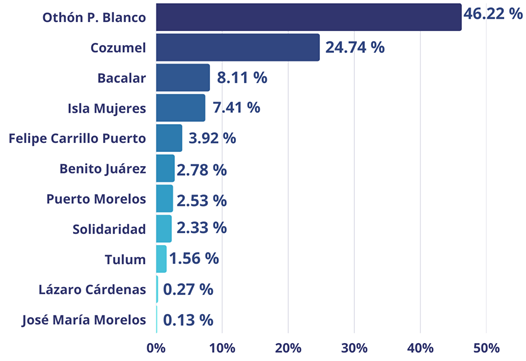 Othón P. Blanco 46.22 %
Cozumel 24.74 %
Bacalar 8.11 %
Isla Mujeres 7.41 %
Felipe Carrillo Puerto 3.92 %
Benito Juárez 2.78 %
Puerto Morelos 2.53 %
Solidaridad 2.33 %
Tulum 1.56 %
Lázaro Cárdenas 0.27 %
José María Morelos 0.13 %
0% 10% 20% 30% 40% 50%